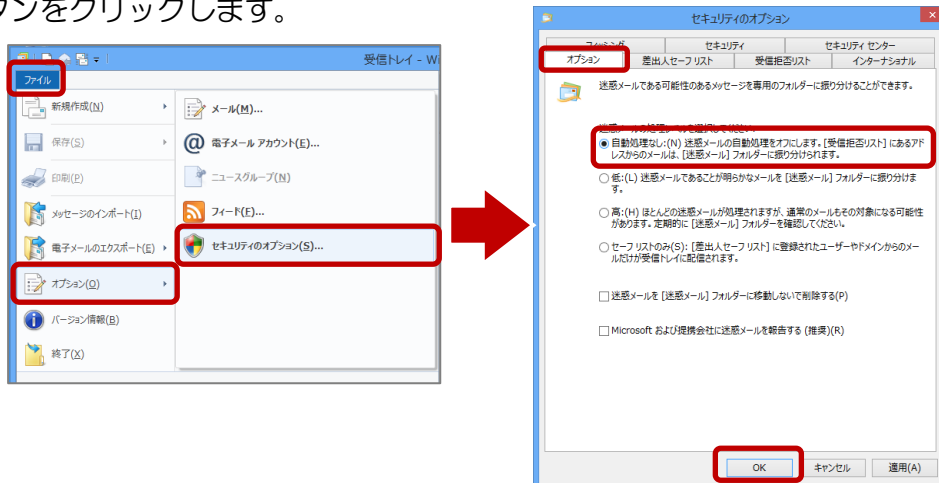 ンをクリックします。
受信トレイ - Wi
ファイル
新規作成(N)
保存(S)
印刷(P)
メッセージのインポート(I)
電子メールのエクスポート(E)
オプション(O)
バージョン情報(B)
終了(X)
メール(M)...
電子メール アカウント(E)...
ニュースグループ(N)
フィード(F)...
セキュリティのオプション(S)...
セキュリティのオプション
フィッシング
セキュリティ
セキュリティ センター
オプション
差出人セーフ リスト
受信拒否リスト
インターナショナル
迷惑メールである可能性のあるメッセージを専用のフォルダーに振り分けることができます。
迷惑メールの処理レベルを選択してください。
自動処理なし:(N) 迷惑メールの自動処理をオフにします。[受信拒否リスト] にあるアド
レスからのメールは、[迷惑メール] フォルダーに振り分けられます。
低:(L) 迷惑メールであることが明らかなメールを [迷惑メール] フォルダーに振り分けま
す。
高:(H) ほとんどの迷惑メールが処理されますが、通常のメールもその対象になる可能性
があります。定期的に [迷惑メール] フォルダーを確認してください。
セーフ リストのみ(S): [差出人セーフ リスト] に登録されたユーザーやドメインからのメー
ルだけが受信トレイに配信されます。
迷惑メールを [迷惑メール] フォルダーに移動しないで削除する(P)
Microsoft および提携会社に迷惑メールを報告する (推奨)(R)
OK
キャンセル
適用(A)